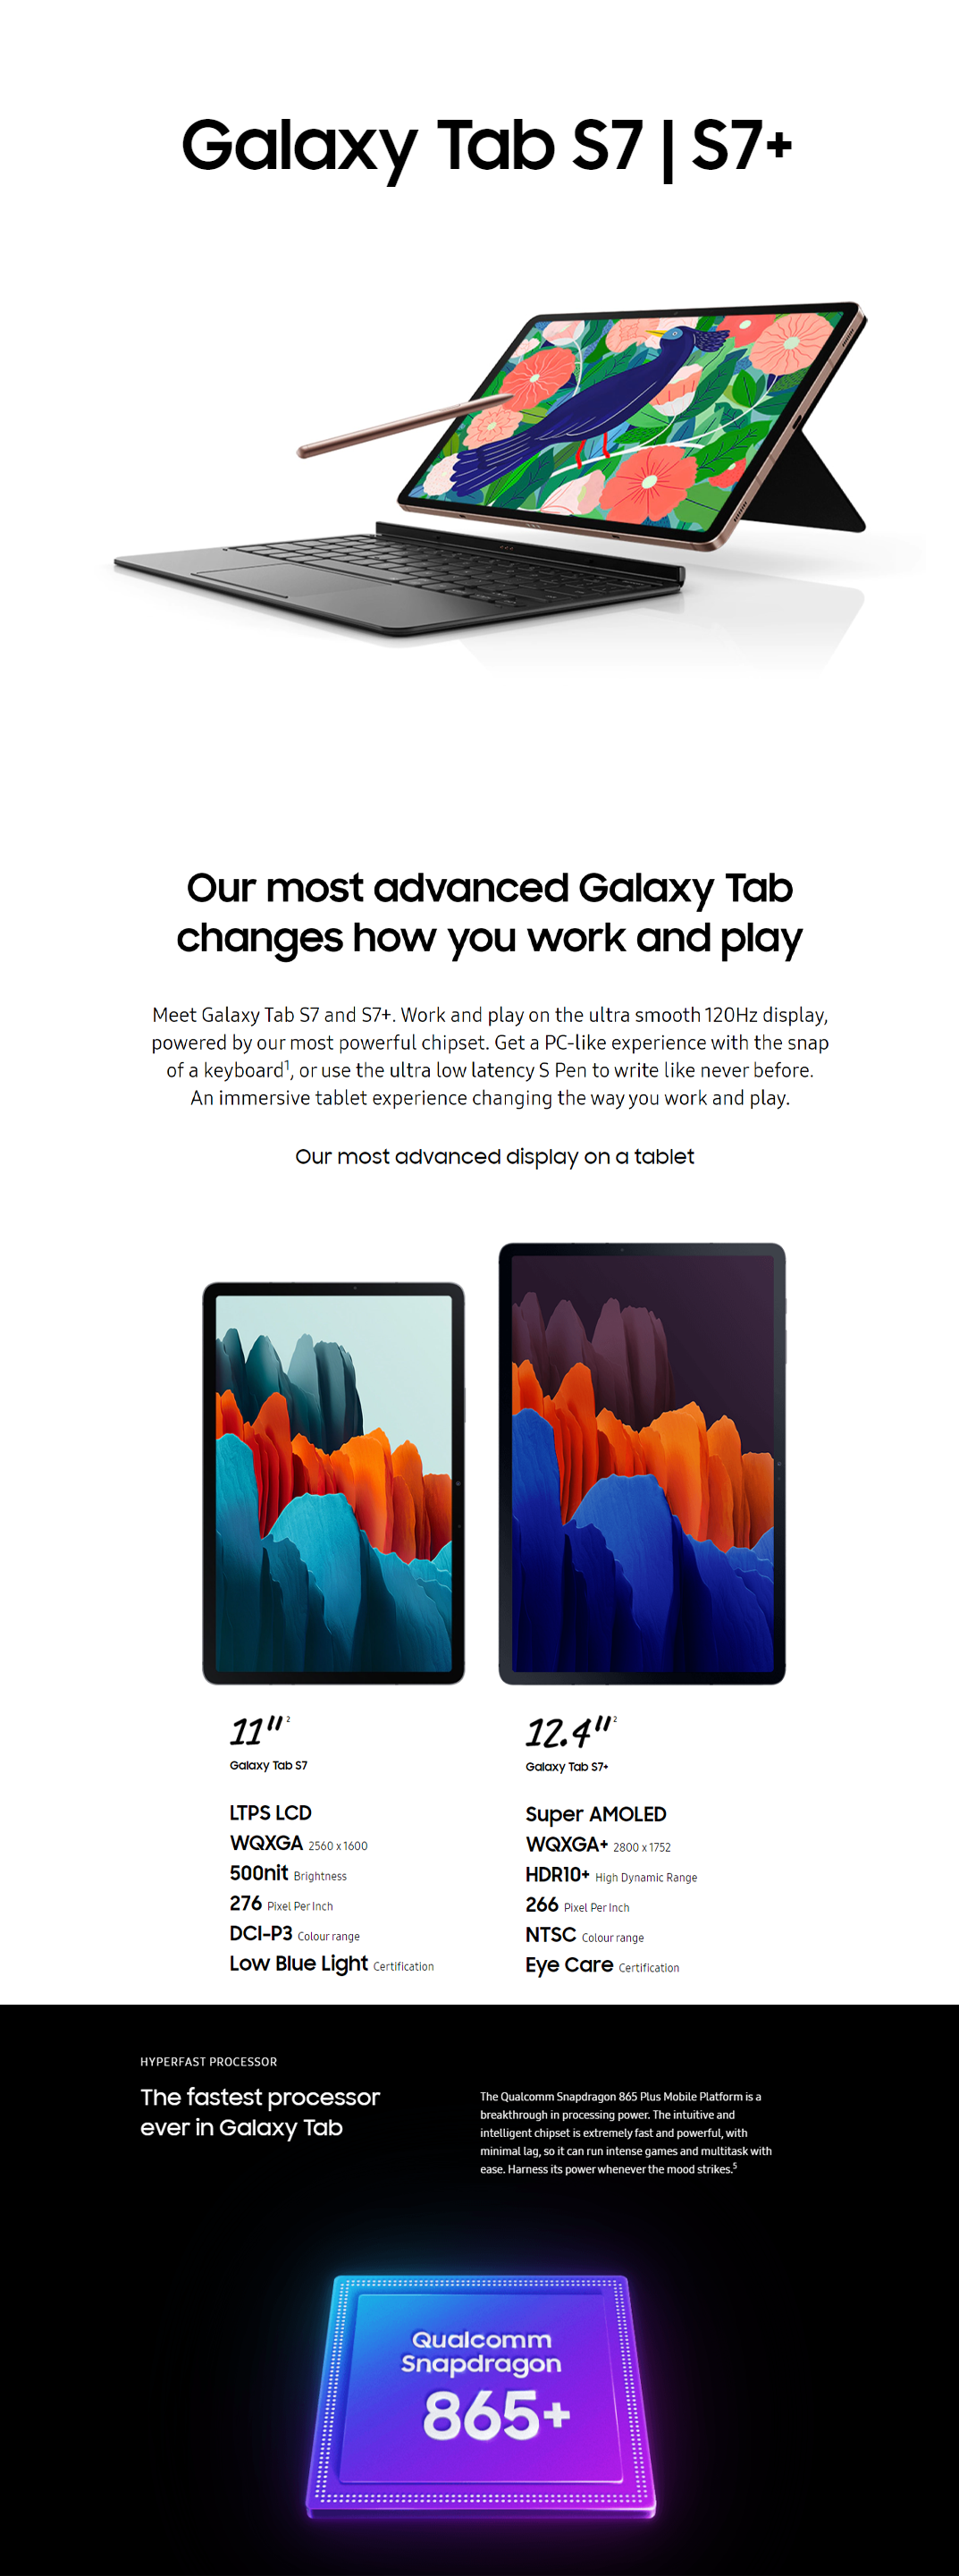 Galaxy Tab S7 | S7+
Our most advanced Galaxy Tab
changes how you work and play
Meet Galaxy Tab S7 and S7+. Work and play on the ultra smooth 120Hz display,
powered by our most powerful chipset. Get a PC-like experience with the snap
of a keyboard¹, or use the ultra low latency S Pen to write like never before.
An immersive tablet experience changing the way you work and play.
Our most advanced display on a tablet
11"²
Galaxy Tab S7
LTPS LCD
WQXGA 2560 x 1600
500nit Brightness
276 Pixel Per Inch
DCI-P3 Colour range
Low Blue Light Certification
12.4"²
Galaxy Tab S7+
Super AMOLED
WQXGA+ 2800 x 1752
HDR10+ High Dynamic Range
266 Pixel Per Inch
NTSC Colour range
Eye Care Certification
HYPERFAST PROCESSOR
The fastest processor
ever in Galaxy Tab
The Qualcomm Snapdragon 865 Plus Mobile Platform is a
breakthrough in processing power. The intuitive and
intelligent chipset is extremely fast and powerful, with
minimal lag, so it can run intense games and multitask with
ease. Harness its power whenever the mood strikes.⁵
Qualcomm
Snapdragon
865+